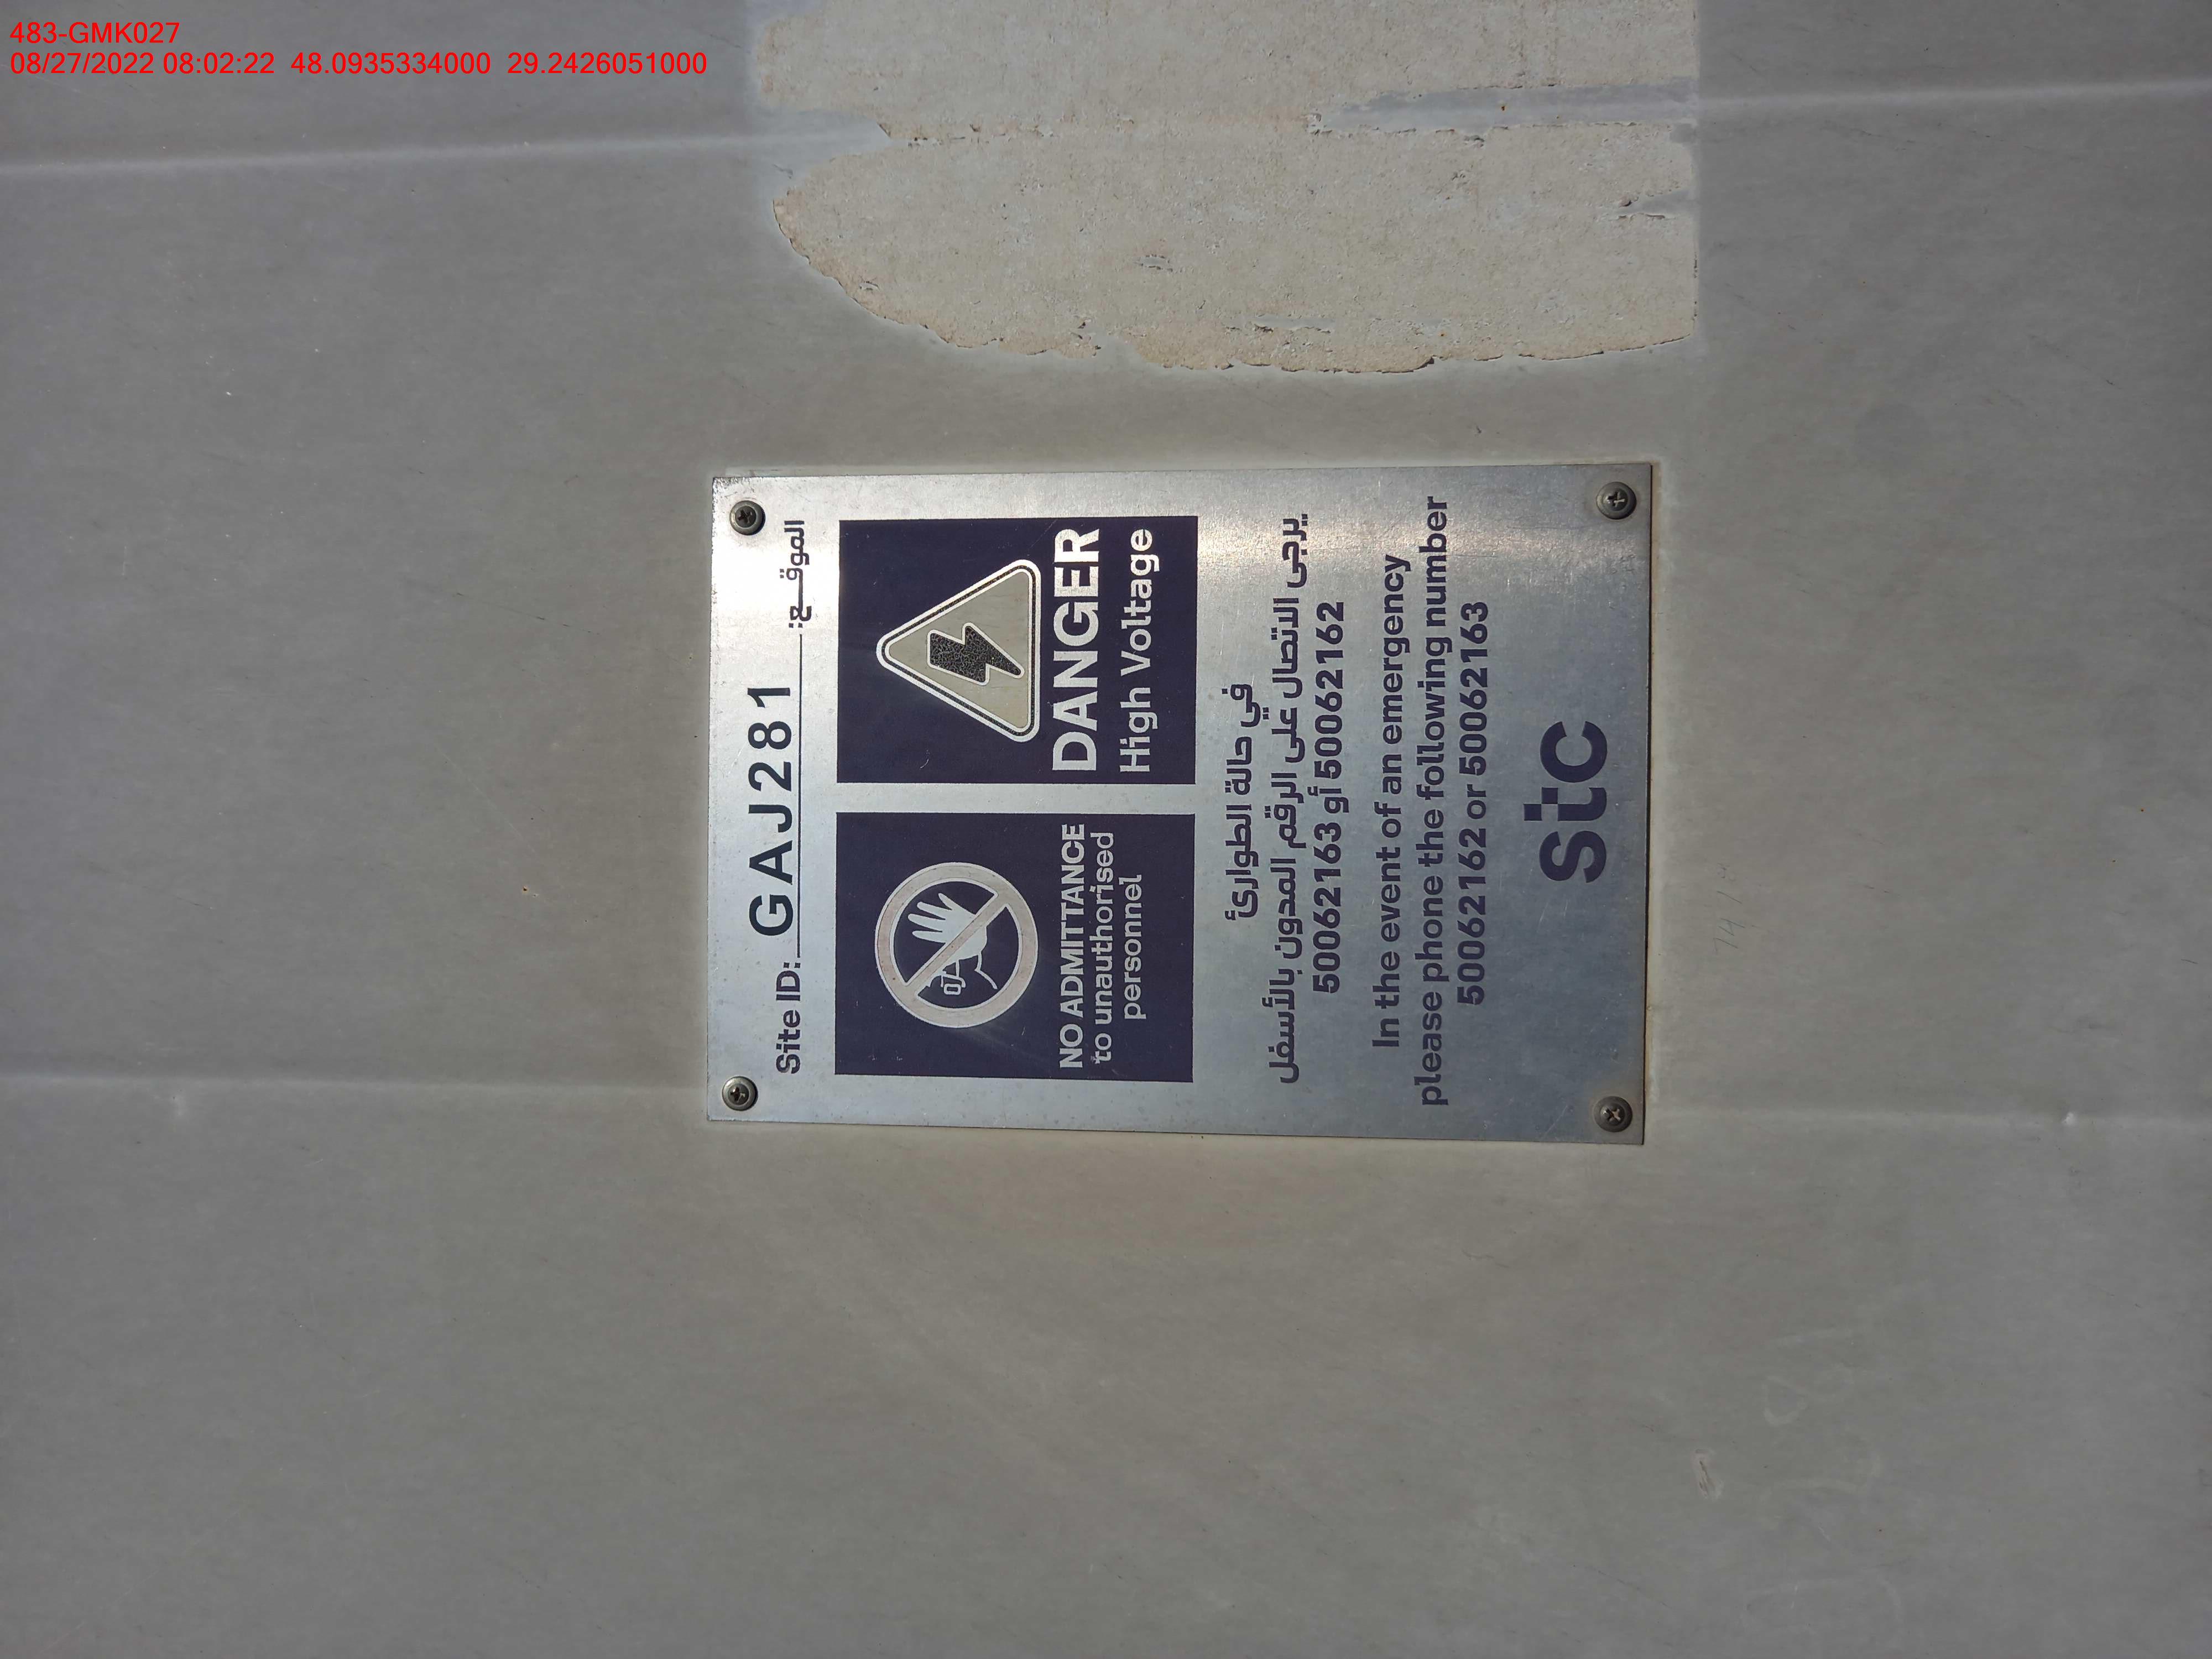 483-GMK027
08/27/2022 08:02:22 48.0935334000 29.2426051000
Site ID: GAJ281 الموقـــع:
NO ADMITTANCE
to unauthorised
personnel
DANGER
High Voltage
في حالة الطوارئ
يرجى الاتصال على الرقم المدون بالأسفل
50062163 أو 50062162
In the event of an emergency
please phone the following number
50062162 or 50062163
stc